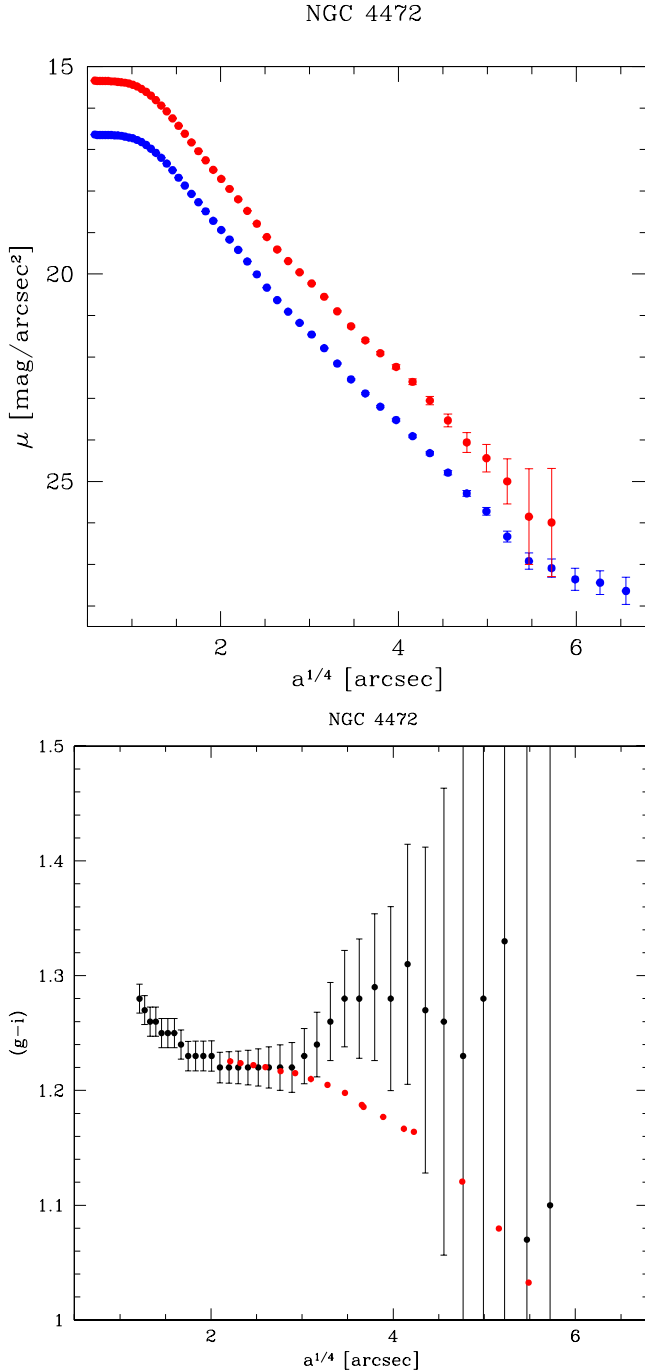 NGC 4472
15
20
25
μ [mag/arcsec²]
2
4
6
a^{1/4} [arcsec]
NGC 4472
1.5
1.4
1.3
1.2
1.1
1
(g−i)
2
4
6
a^{1/4} [arcsec]